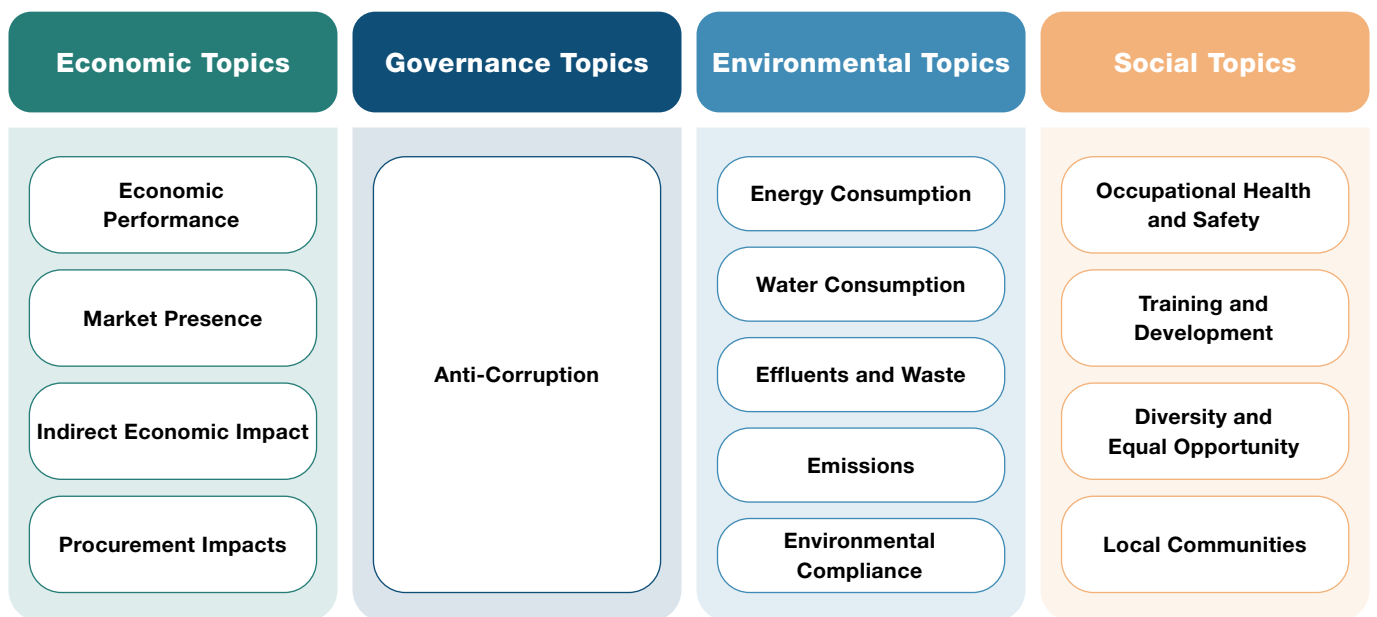 Economic Topics
Governance Topics
Environmental Topics
Social Topics
Economic
Performance
Market Presence
Indirect Economic Impact
Procurement Impacts
Anti-Corruption
Energy Consumption
Water Consumption
Effluents and Waste
Emissions
Environmental
Compliance
Occupational Health
and Safety
Training and
Development
Diversity and
Equal Opportunity
Local Communities